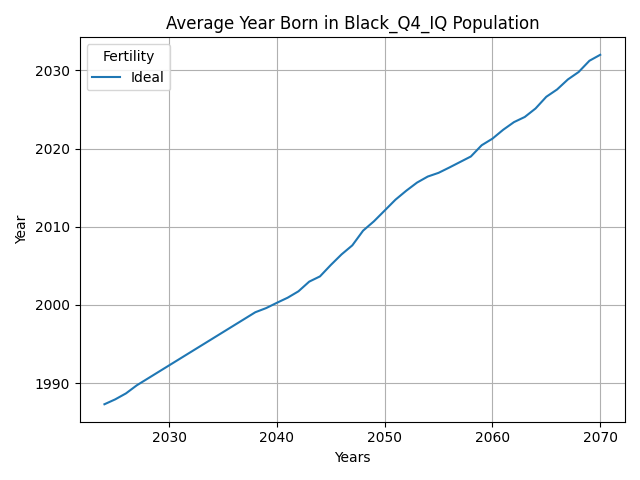 Average Year Born in Black_Q4_IQ Population
Fertility
Ideal
2030
2020
2010
2000
1990
Year
2030 2040 2050 2060 2070
Years